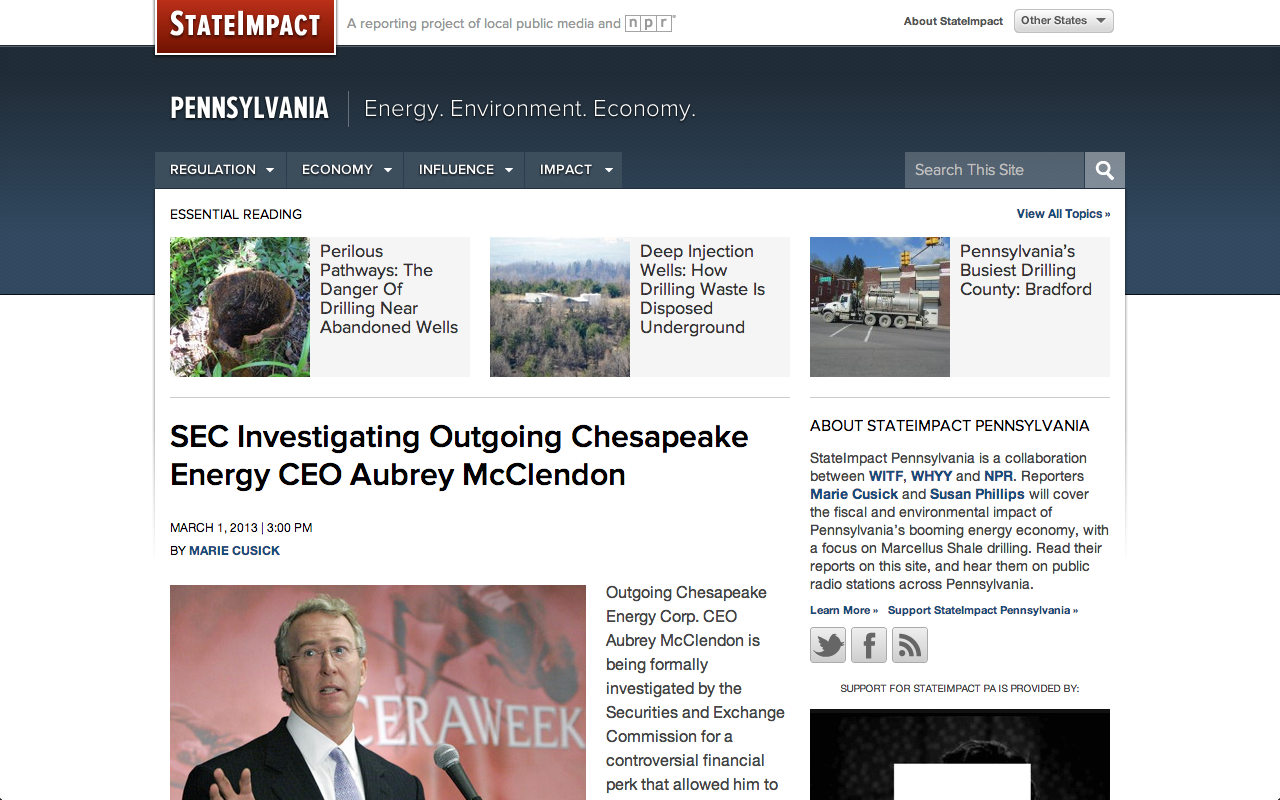 STATEIMPACT
A reporting project of local public media and npr
About StateImpact
Other States
PENNSYLVANIA
Energy. Environment. Economy.
REGULATION
ECONOMY
INFLUENCE
IMPACT
Search This Site
ESSENTIAL READING
View All Topics »
Perilous
Pathways: The
Danger Of
Drilling Near
Abandoned Wells
Deep Injection
Wells: How
Drilling Waste Is
Disposed
Underground
Pennsylvania's
Busiest Drilling
County: Bradford
SEC Investigating Outgoing Chesapeake
Energy CEO Aubrey McClendon
MARCH 1, 2013 | 3:00 PM
BY MARIE CUSICK
CERAWEEK
Outgoing Chesapeake
Energy Corp. CEO
Aubrey McClendon is
being formally
investigated by the
Securities and Exchange
Commission for a
controversial financial
perk that allowed him to
ABOUT STATEIMPACT PENNSYLVANIA
StateImpact Pennsylvania is a collaboration
between WITF, WHYY and NPR. Reporters
Marie Cusick and Susan Phillips will cover
the fiscal and environmental impact of
Pennsylvania's booming energy economy, with
a focus on Marcellus Shale drilling. Read their
reports on this site, and hear them on public
radio stations across Pennsylvania.
Learn More » Support StateImpact Pennsylvania »
SUPPORT FOR STATEIMPACT PA IS PROVIDED BY: